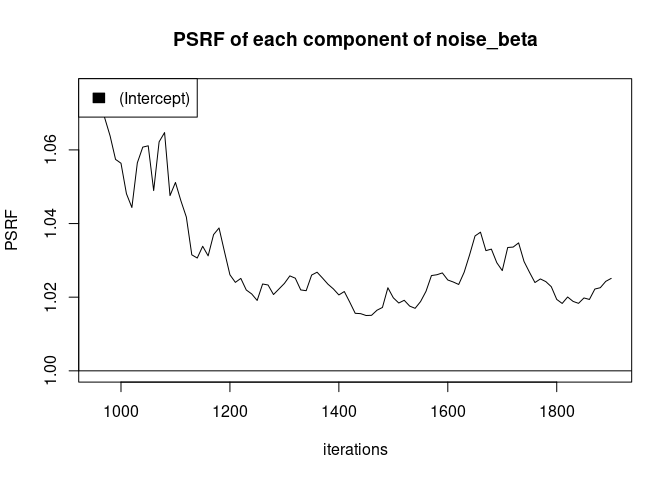 PSRF of each component of noise_beta
(Intercept)
PSRF
1.06
1.04
1.02
1.00
1000 1200 1400 1600 1800
iterations